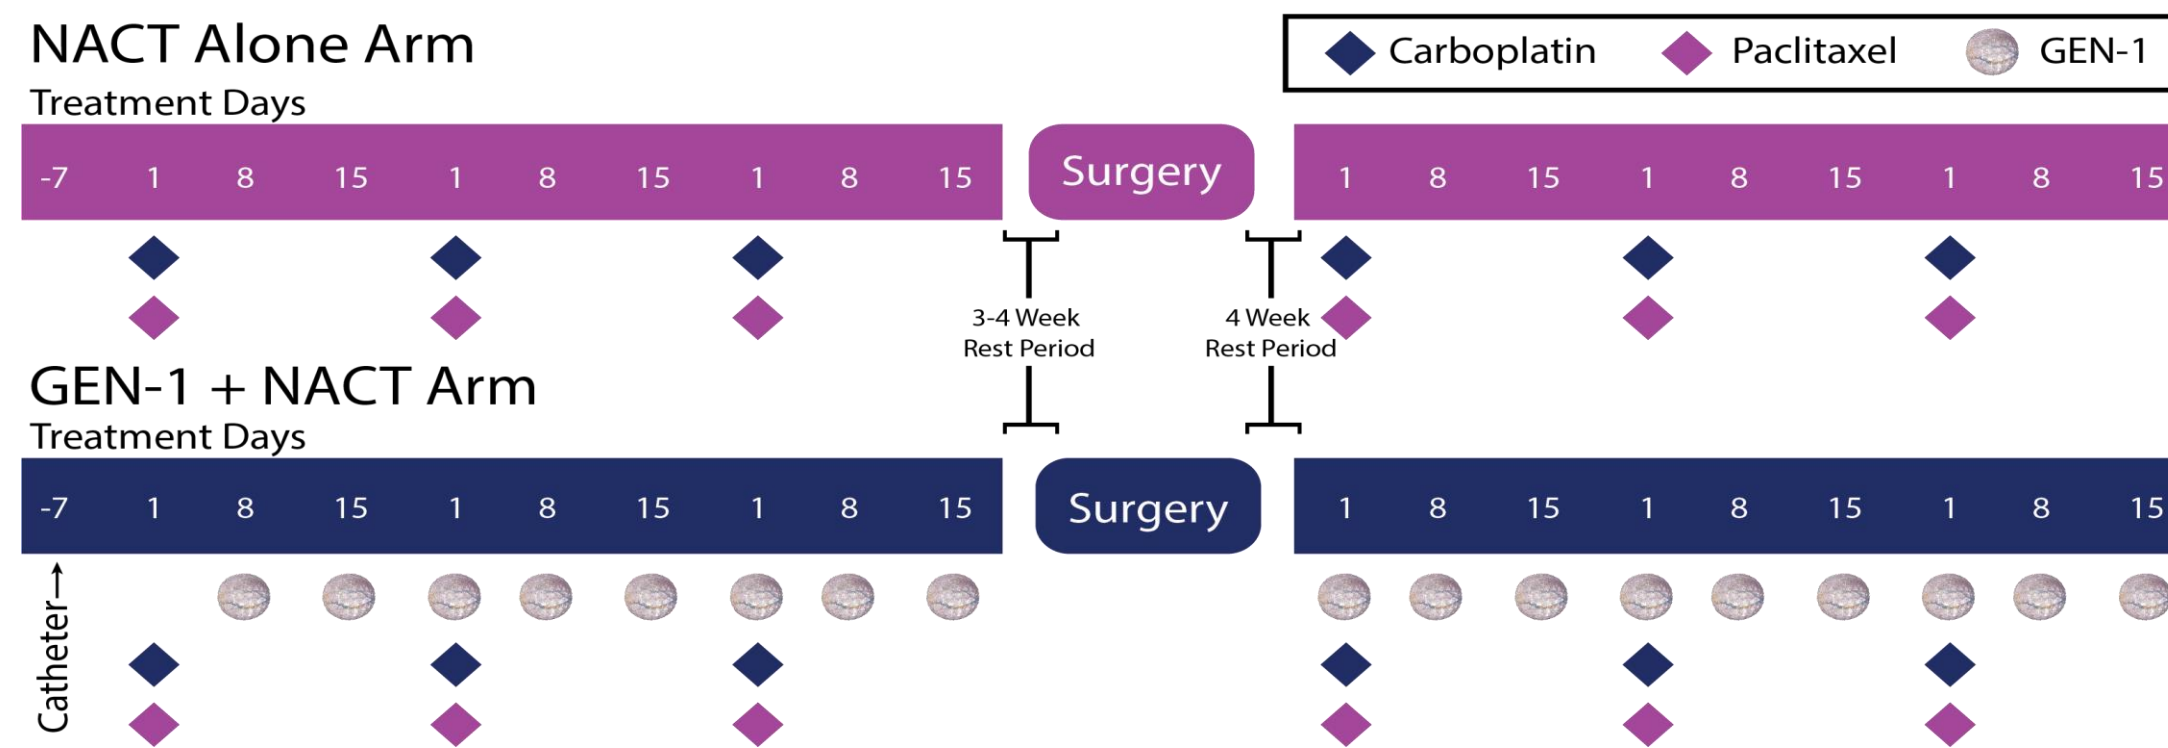 NACT Alone Arm
Carboplatin Paclitaxel GEN-1
Treatment Days
-7 1 8 15 1 8 15 1 8 15 Surgery 1 8 15 1 8 15 1 8 15
3-4 Week
Rest Period
4 Week
Rest Period
GEN-1 + NACT Arm
Treatment Days
-7 1 8 15 1 8 15 1 8 15 Surgery 1 8 15 1 8 15 1 8 15
Catheter